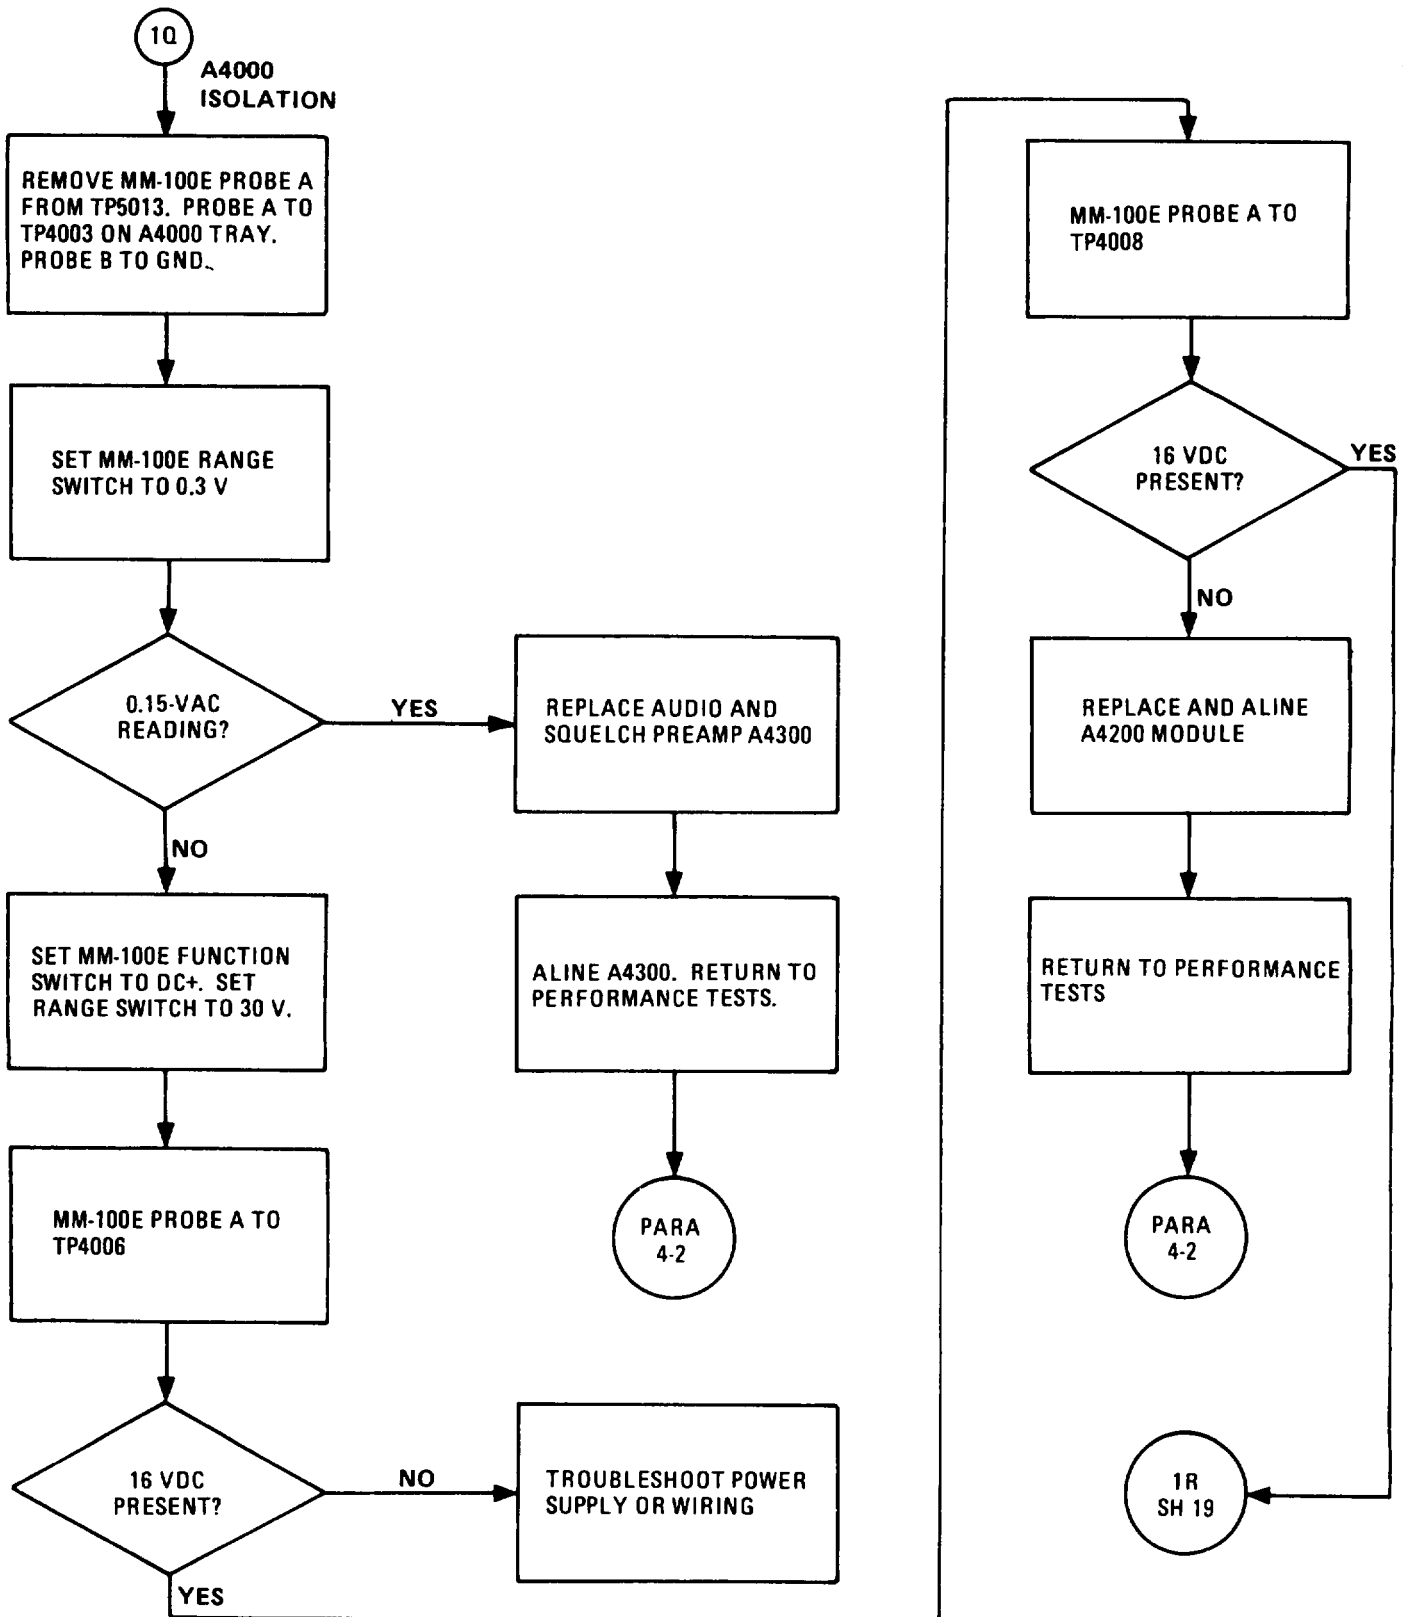 1Q
A4000
ISOLATION
REMOVE MM-100E PROBE A
FROM TP5013. PROBE A TO
TP4003 ON A4000 TRAY.
PROBE B TO GND.
SET MM-100E RANGE
SWITCH TO 0.3 V
0.15-VAC
READING?
YES
REPLACE AUDIO AND
SQUELCH PREAMP A4300
ALINE A4300. RETURN TO
PERFORMANCE TESTS.
PARA
4-2
NO
SET MM-100E FUNCTION
SWITCH TO DC+. SET
RANGE SWITCH TO 30 V.
MM-100E PROBE A TO
TP4006
16 VDC
PRESENT?
NO
TROUBLESHOOT POWER
SUPPLY OR WIRING
YES
MM-100E PROBE A TO
TP4008
16 VDC
PRESENT?
YES
NO
REPLACE AND ALINE
A4200 MODULE
RETURN TO PERFORMANCE
TESTS
PARA
4-2
1R
SH 19